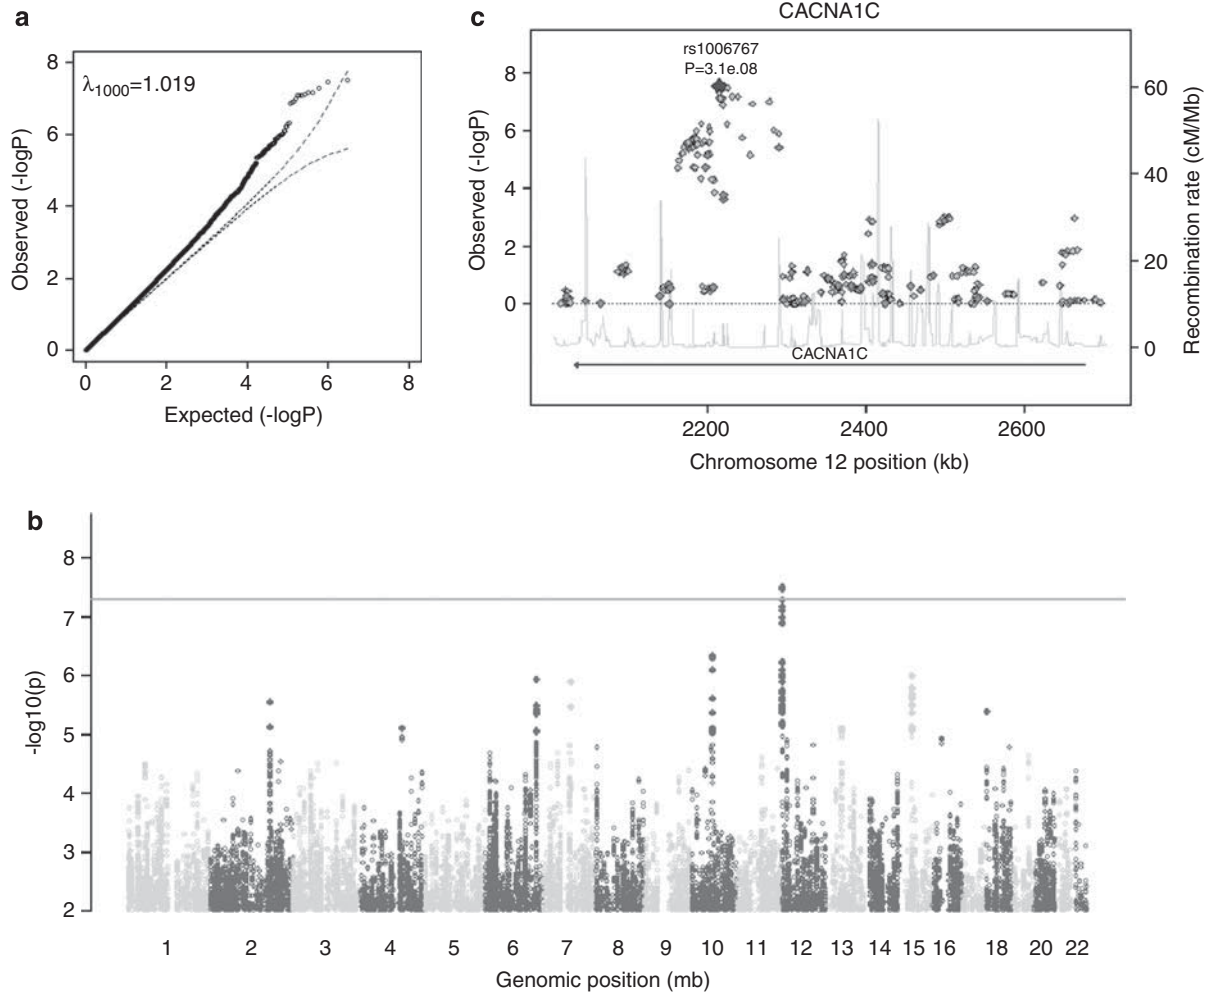 a
λ1000=1.019
8
6
4
2
0
Observed (-logP)
0 2 4 6 8
Expected (-logP)
c
CACNA1C
rs1006767
P=3.1e.08
8
6
4
2
0
Observed (-logP)
60
40
20
0
Recombination rate (cM/Mb)
CACNA1C
2200 2400 2600
Chromosome 12 position (kb)
b
8
7
6
5
4
3
2
-log10(p)
1 2 3 4 5 6 7 8 9 10 11 12 13 14 15 16 18 20 22
Genomic position (mb)